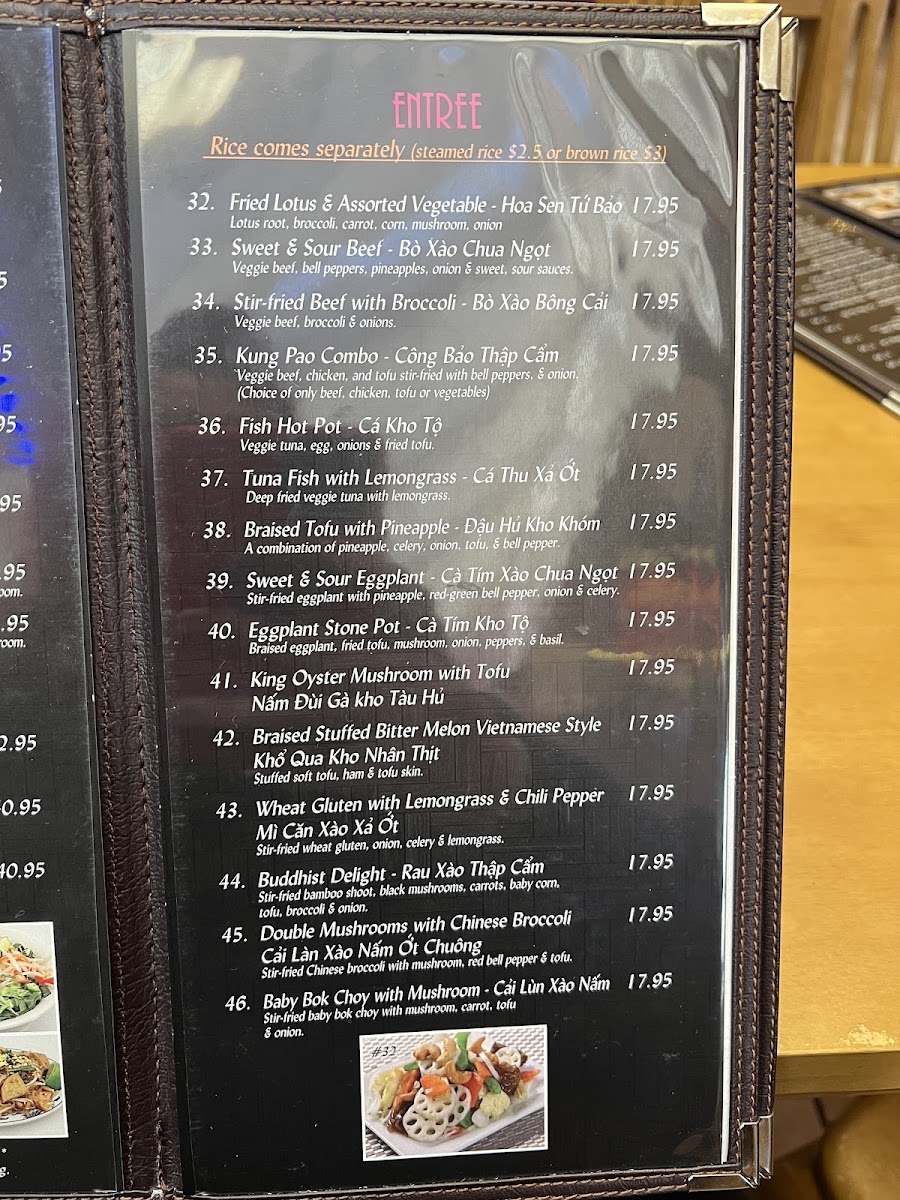 ENTREE
Rice comes separately (steamed rice $2.5 or brown rice $3)
32. Fried Lotus & Assorted Vegetable - Hoa Sen Tứ Bảo 17.95
Lotus root, broccoli, carrot, corn, mushroom, onion
33. Sweet & Sour Beef - Bò Xào Chua Ngọt 17.95
Veggie beef, bell peppers, pineapples, onion & sweet, sour sauces.
34. Stir-fried Beef with Broccoli - Bò Xào Bông Cải 17.95
Veggie beef, broccoli & onions.
35. Kung Pao Combo - Công Bảo Thập Cẩm 17.95
Veggie beef, chicken, and tofu stir-fried with bell peppers, & onion.
(Choice of only beef, chicken, tofu or vegetables)
36. Fish Hot Pot - Cá Kho Tộ 17.95
Veggie tuna, egg, onions & fried tofu.
37. Tuna Fish with Lemongrass - Cá Thu Xả Ớt 17.95
Deep fried veggie tuna with lemongrass.
38. Braised Tofu with Pineapple - Đậu Hủ Kho Khóm 17.95
A combination of pineapple, celery, onion, tofu, & bell pepper.
39. Sweet & Sour Eggplant - Cà Tím Xào Chua Ngọt 17.95
Stir-fried eggplant with pineapple, red-green bell pepper, onion & celery.
40. Eggplant Stone Pot - Cà Tím Kho Tộ 17.95
Braised eggplant, fried tofu, mushroom, onion, peppers, & basil.
41. King Oyster Mushroom with Tofu 17.95
Nấm Đùi Gà kho Tàu Hủ
42. Braised Stuffed Bitter Melon Vietnamese Style 17.95
Khổ Qua Kho Nhân Thịt
Stuffed soft tofu, ham & tofu skin.
43. Wheat Gluten with Lemongrass & Chili Pepper 17.95
Mì Căn Xào Xả Ớt
Stir-fried wheat gluten, onion, celery & lemongrass.
44. Buddhist Delight - Rau Xào Thập Cẩm 17.95
Stir-fried bamboo shoot, black mushrooms, carrots, baby corn,
tofu, broccoli & onion.
45. Double Mushrooms with Chinese Broccoli 17.95
Cải Làn Xào Nấm Ớt Chuông
Stir-fried Chinese broccoli with mushroom, red bell pepper & tofu.
46. Baby Bok Choy with Mushroom - Cải Lùn Xào Nấm 17.95
Stir-fried baby bok choy with mushroom, carrot, tofu
& onion.
#32